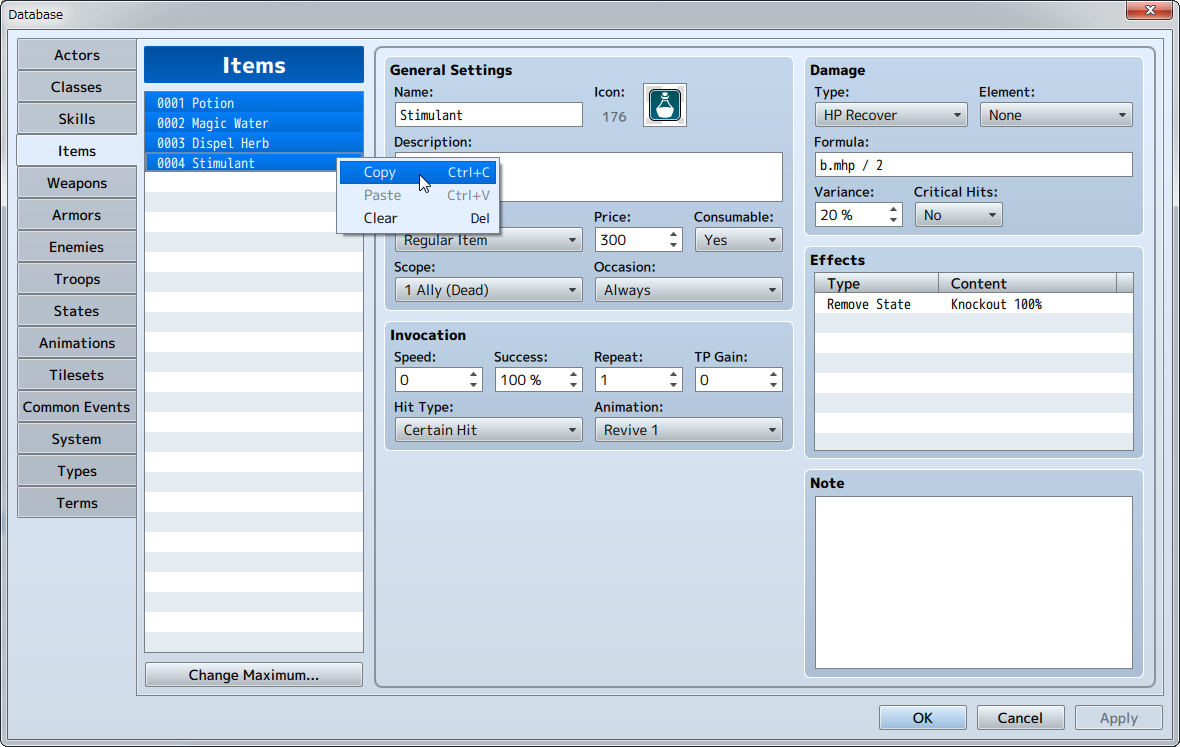 Database
Actors
Classes
Skills
Items
Weapons
Armors
Enemies
Troops
States
Animations
Tilesets
Common Events
System
Types
Terms
Items
0001 Potion
0002 Magic Water
0003 Dispel Herb
0004 Stimulant
Change Maximum...
Copy Ctrl+C
Paste Ctrl+V
Clear Del
General Settings
Name: Icon:
Stimulant 176
Description:
Price: Consumable:
Regular Item 300 Yes
Scope: Occasion:
1 Ally (Dead) Always
Invocation
Speed: Success: Repeat: TP Gain:
0 100 % 1 0
Hit Type: Animation:
Certain Hit Revive 1
Damage
Type: Element:
HP Recover None
Formula:
b.mhp / 2
Variance: Critical Hits:
20 % No
Effects
Type Content
Remove State Knockout 100%
Note
OK Cancel Apply